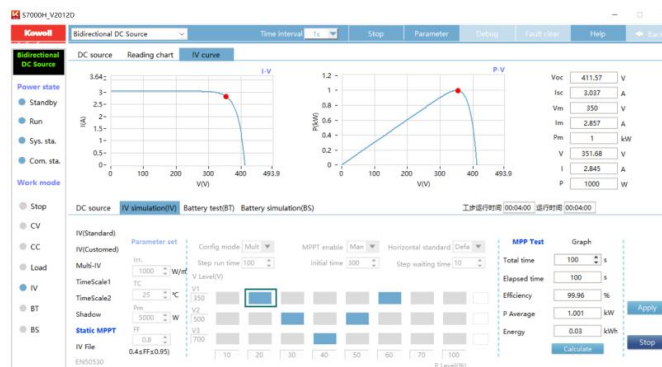 S7000H_V2012D
Kewell
Bidirectional DC Source
Time interval 1s
Stop
Parameter
Debug
Fault clear
Help
Back
Bidirectional
DC Source
DC source
Reading chart
IV curve
Power state
Standby
Run
Sys. sta.
Com. sta.
Work mode
Stop
CV
CC
Load
IV
BT
BS
I-V
3.64
3
2.5
2
1.5
1
0.5
0
I(A)
0 100 200 300 400 493.9
V(V)
P-V
1.2
1
0.8
0.6
0.4
0.2
0
P(kW)
0 100 200 300 400 493.9
V(V)
Voc 411.57 V
Isc 3.037 A
Vm 350 V
Im 2.857 A
Pm 1 kW
V 351.68 V
I 2.845 A
P 1000 W
DC source
IV simulation(IV)
Battery test(BT)
Battery simulation(BS)
工步运行时间 00:04:00 运行时间 00:04:00
IV(Standard)
IV(Customed)
Multi-IV
TimeScale1
TimeScale2
Shadow
Static MPPT
IV File
EN50530
Parameter set
Irr.
1000 W/㎡
TC
25 ℃
Pm
5000 W
FF
0.8
0.4≤FF≤0.95)
Config mode Mult
MPPT enable Man
Horizontal standard Defa
Step run time 100
Initial time 300
Step waiting time 10
V Level(V)
V1
350
V2
500
V3
700
10 20 30 40 50 60 70 100
P Level(%)
MPP Test
Graph
Total time 100 s
Elapsed time 100 s
Efficiency 99.96 %
P Average 1.001 kW
Energy 0.03 kWh
Calculate
Apply
Stop